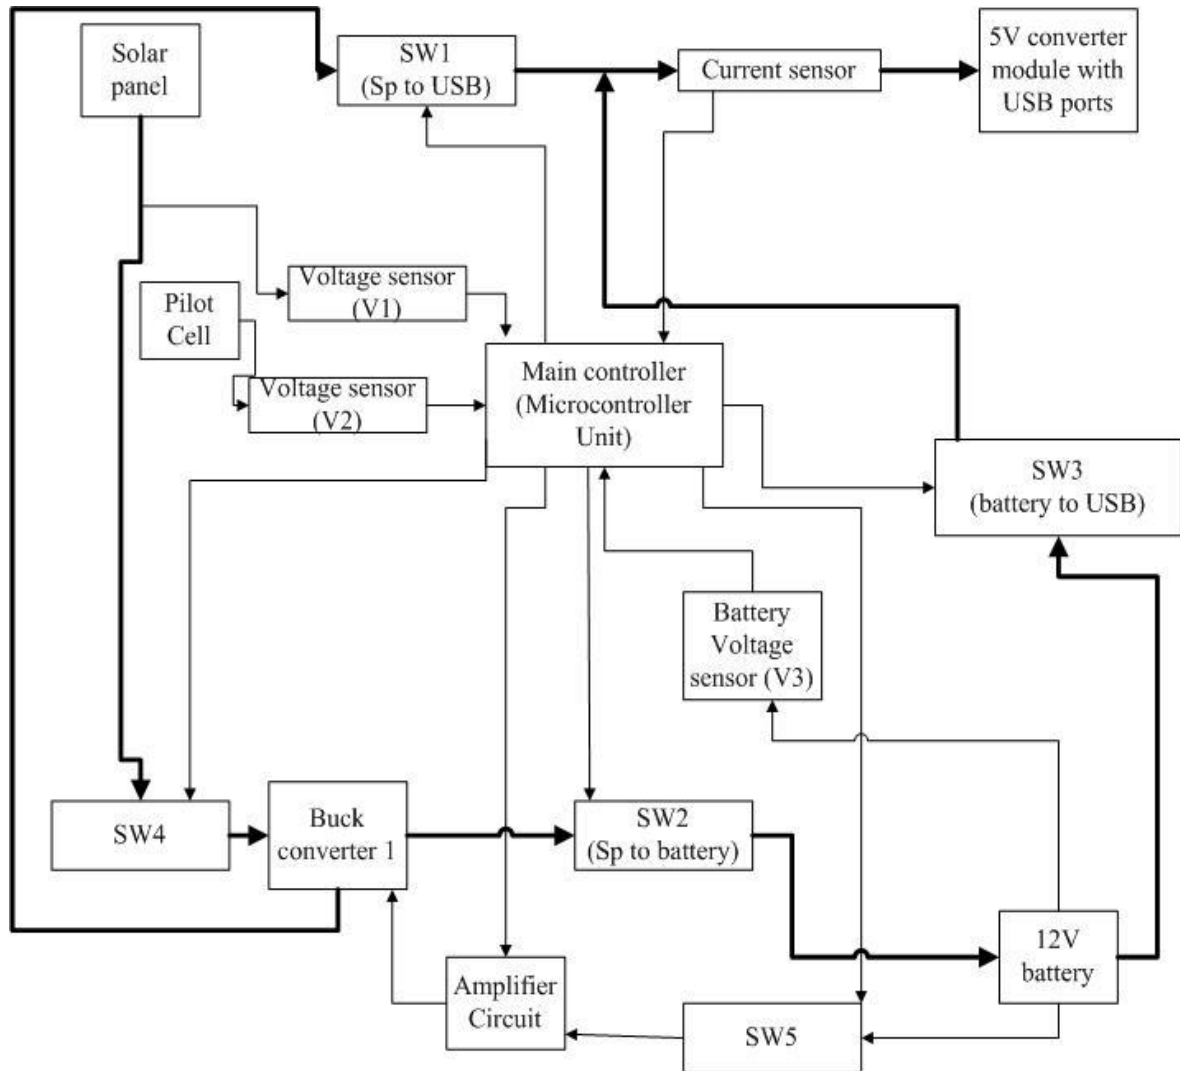 Solar
panel
SW1
(Sp to USB)
Current sensor
5V converter
module with
USB ports
Voltage sensor
(V1)
Pilot
Cell
Voltage sensor
(V2)
Main controller
(Microcontroller
Unit)
SW3
(battery to USB)
Battery
Voltage
sensor (V3)
SW4
Buck
converter 1
SW2
(Sp to battery)
12V
battery
Amplifier
Circuit
SW5